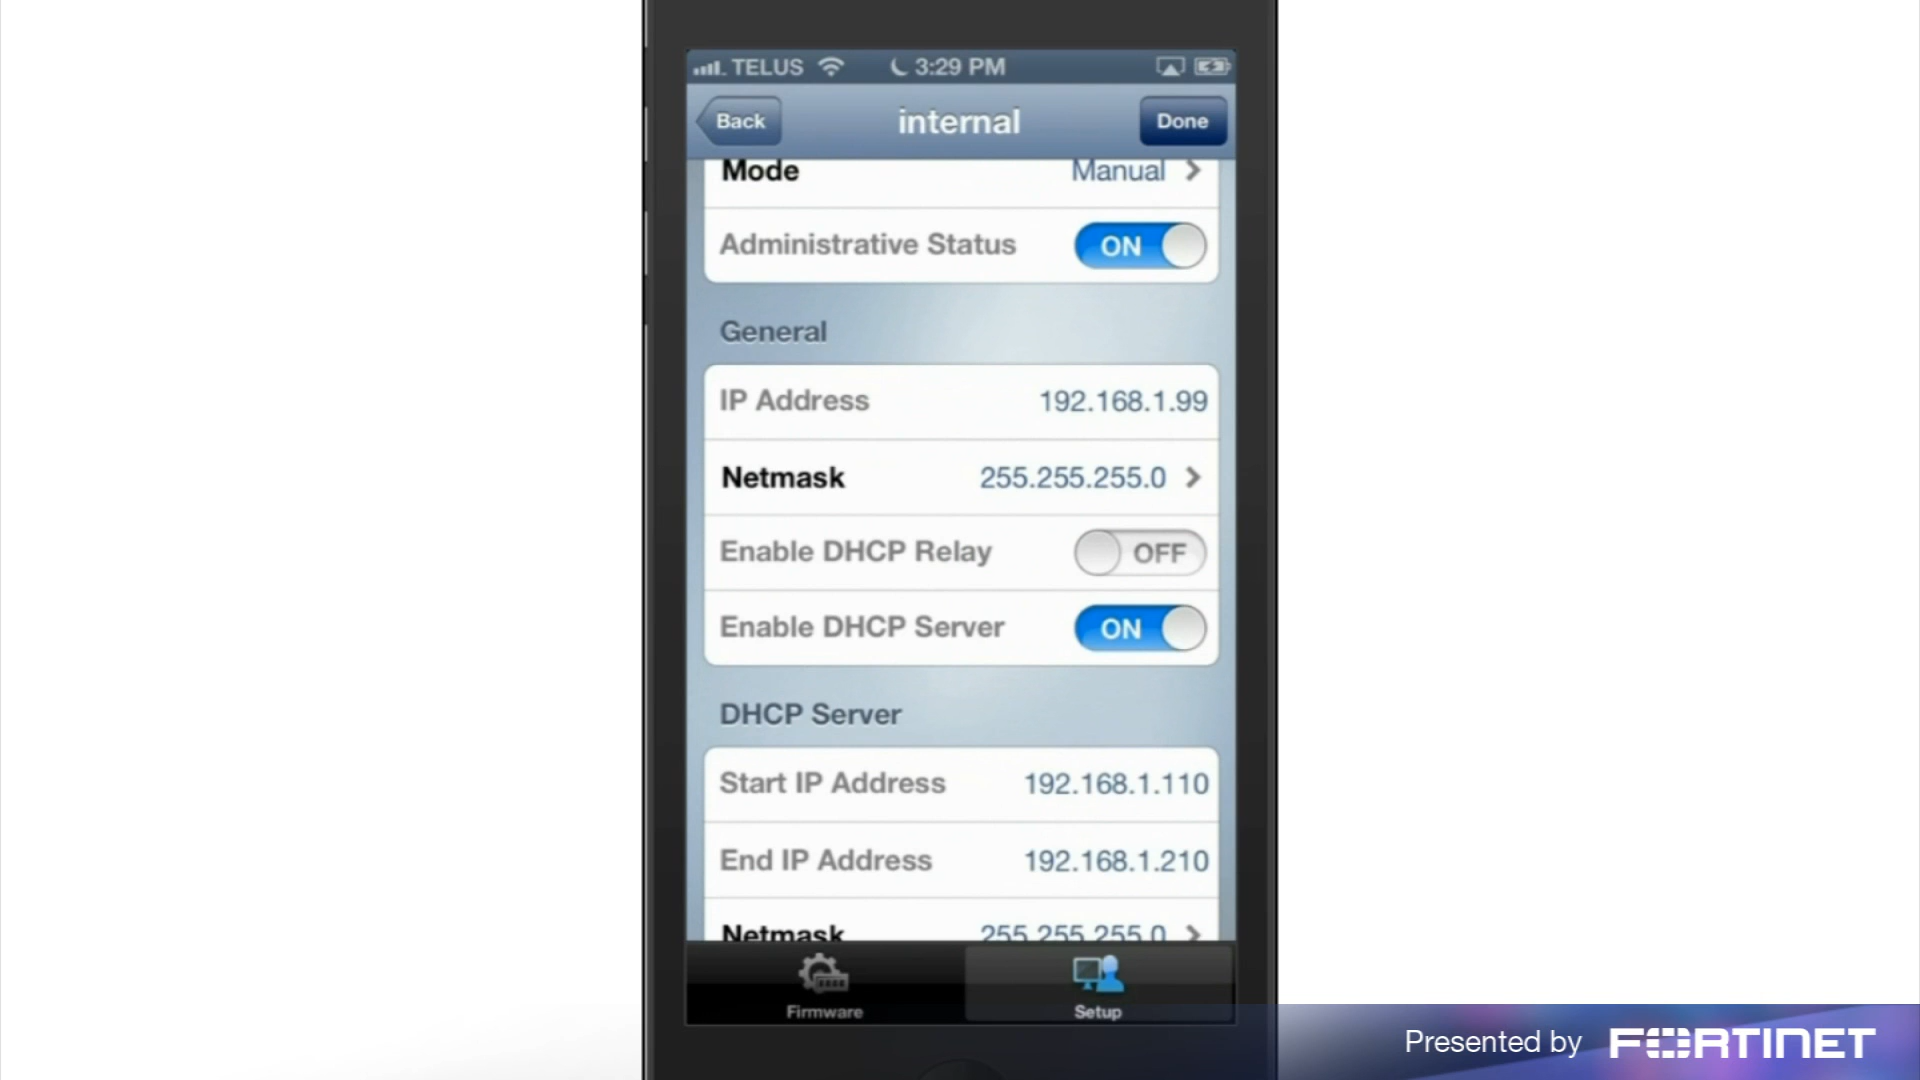 TELUS 3:29 PM
Back internal Done
Mode Manual
Administrative Status ON
General
IP Address 192.168.1.99
Netmask 255.255.255.0
Enable DHCP Relay OFF
Enable DHCP Server ON
DHCP Server
Start IP Address 192.168.1.110
End IP Address 192.168.1.210
Netmask 255.255.255.0
Firmware Setup
Presented by FORTINET